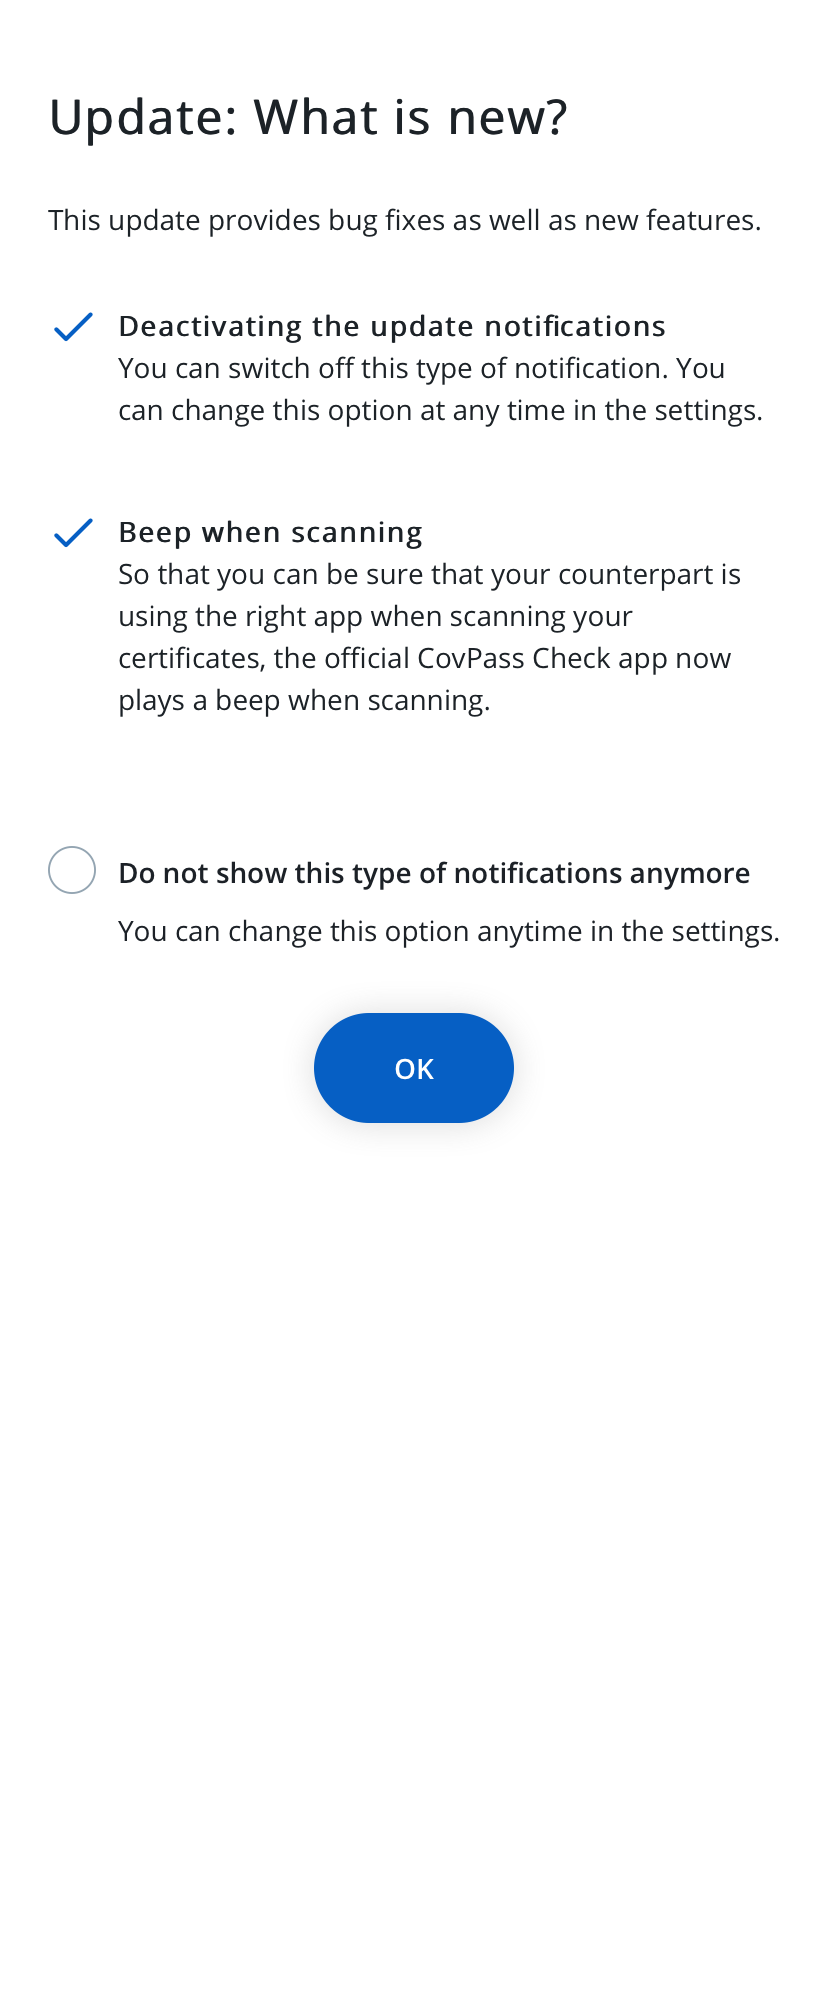 Update: What is new?
This update provides bug fixes as well as new features.
Deactivating the update notifications
You can switch off this type of notification. You
can change this option at any time in the settings.
Beep when scanning
So that you can be sure that your counterpart is
using the right app when scanning your
certificates, the official CovPass Check app now
plays a beep when scanning.
Do not show this type of notifications anymore
You can change this option anytime in the settings.
OK